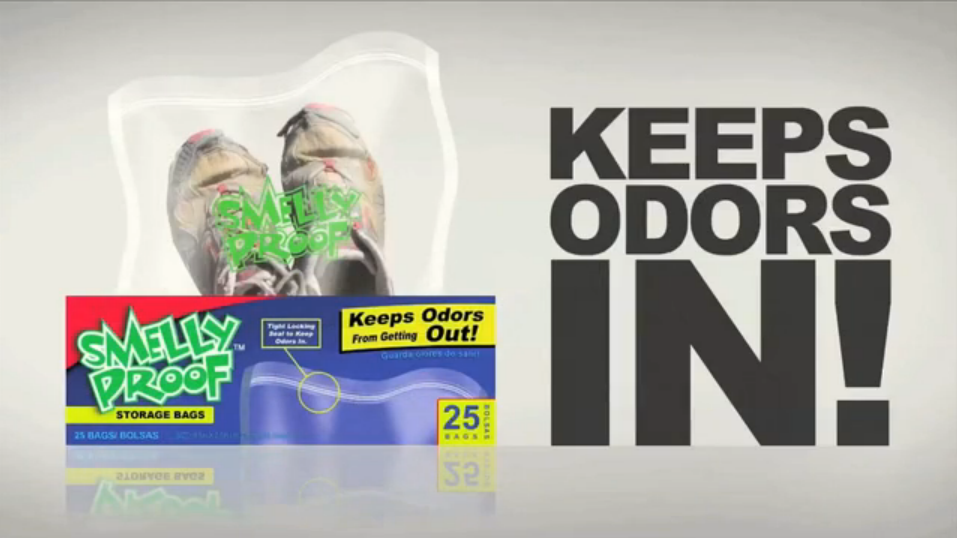 SMELLY
PROOF
KEEPS
ODORS
IN!
SMELLY
PROOF™
STORAGE BAGS
25 BAGS/ BOLSAS
Tight Locking
Seal to Keep
Odors In.
Keeps Odors
From Getting Out!
25
BAGS
BOLSAS